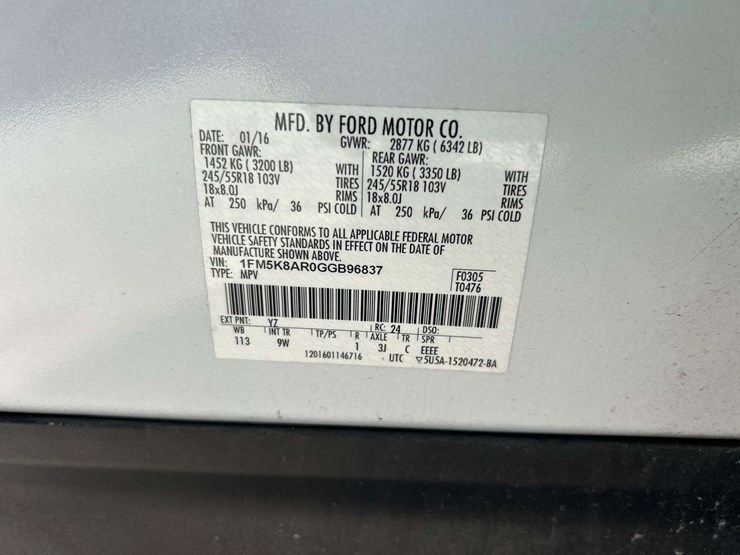 MFD. BY FORD MOTOR CO.
DATE: 01/16 GVWR: 2877 KG ( 6342 LB)
FRONT GAWR: REAR GAWR:
1452 KG ( 3200 LB) WITH 1520 KG ( 3350 LB) WITH
245/55R18 103V TIRES 245/55R18 103V TIRES
18x8.0J RIMS 18x8.0J RIMS
AT 250 kPa/ 36 PSI COLD AT 250 kPa/ 36 PSI COLD
THIS VEHICLE CONFORMS TO ALL APPLICABLE FEDERAL MOTOR
VEHICLE SAFETY STANDARDS IN EFFECT ON THE DATE OF
MANUFACTURE SHOWN ABOVE.
VIN: 1FM5K8AR0GGB96837 F0305
TYPE: MPV T0476
EXT PNT: YZ RC: 24 DSO:
WB INT TR TP/PS R AXLE TR SPR
113 9W 1 3J C EEEE
1201601146716 UTC ▽5U5A-1520472-BA